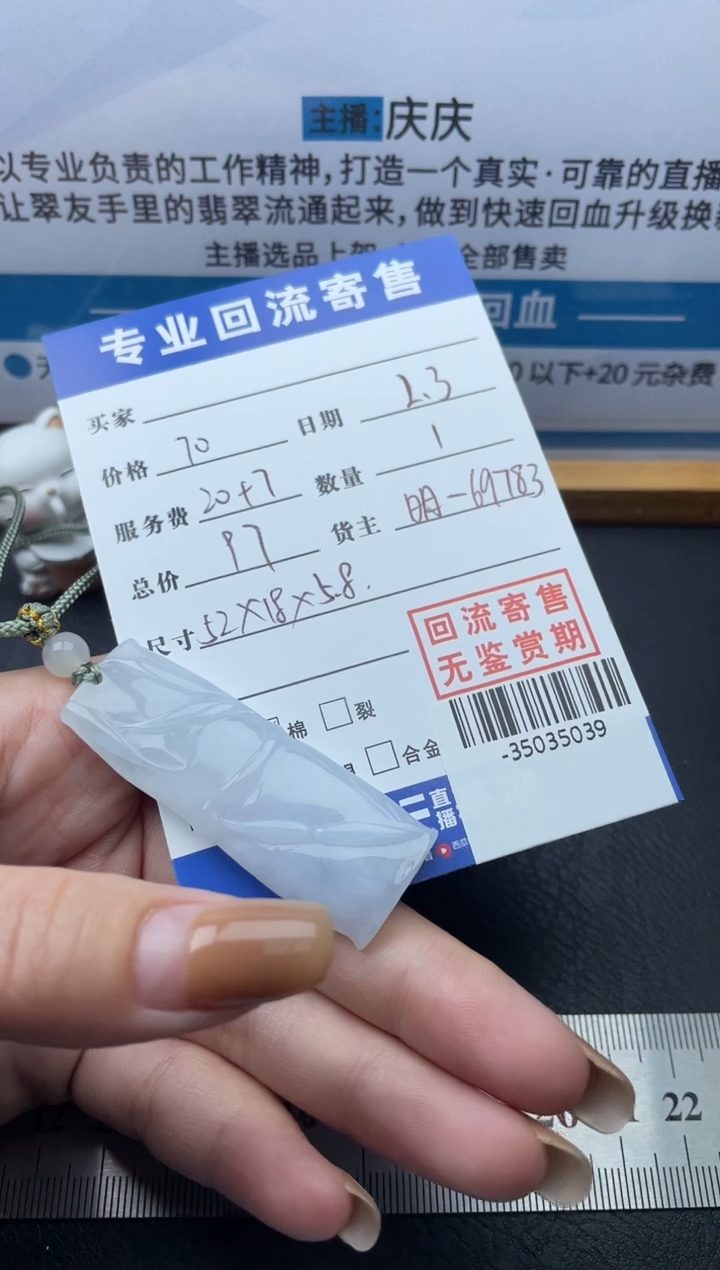 主播:庆庆
以专业负责的工作精神,打造一个真实·可靠的直播
让翠友手里的翡翠流通起来,做到快速回血升级换
主播选品上架 全部售卖
回血
0 以下+20 元杂费
专业回流寄售
买家
日期 2.3
价格 70
数量 1
服务费 20+7
货主 明-69783
总价 97
尺寸 52×18×5.8.
回流寄售
无鉴赏期
棉 裂
合金
-35035039
直播
22